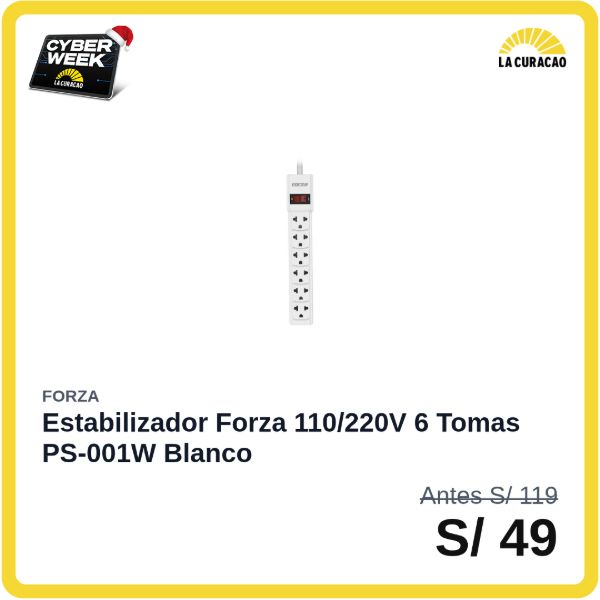 CYBER
WEEK
LA CURACAO
LA CURACAO
FORZA
FORZA
Estabilizador Forza 110/220V 6 Tomas
PS-001W Blanco
Antes S/ 119
S/ 49